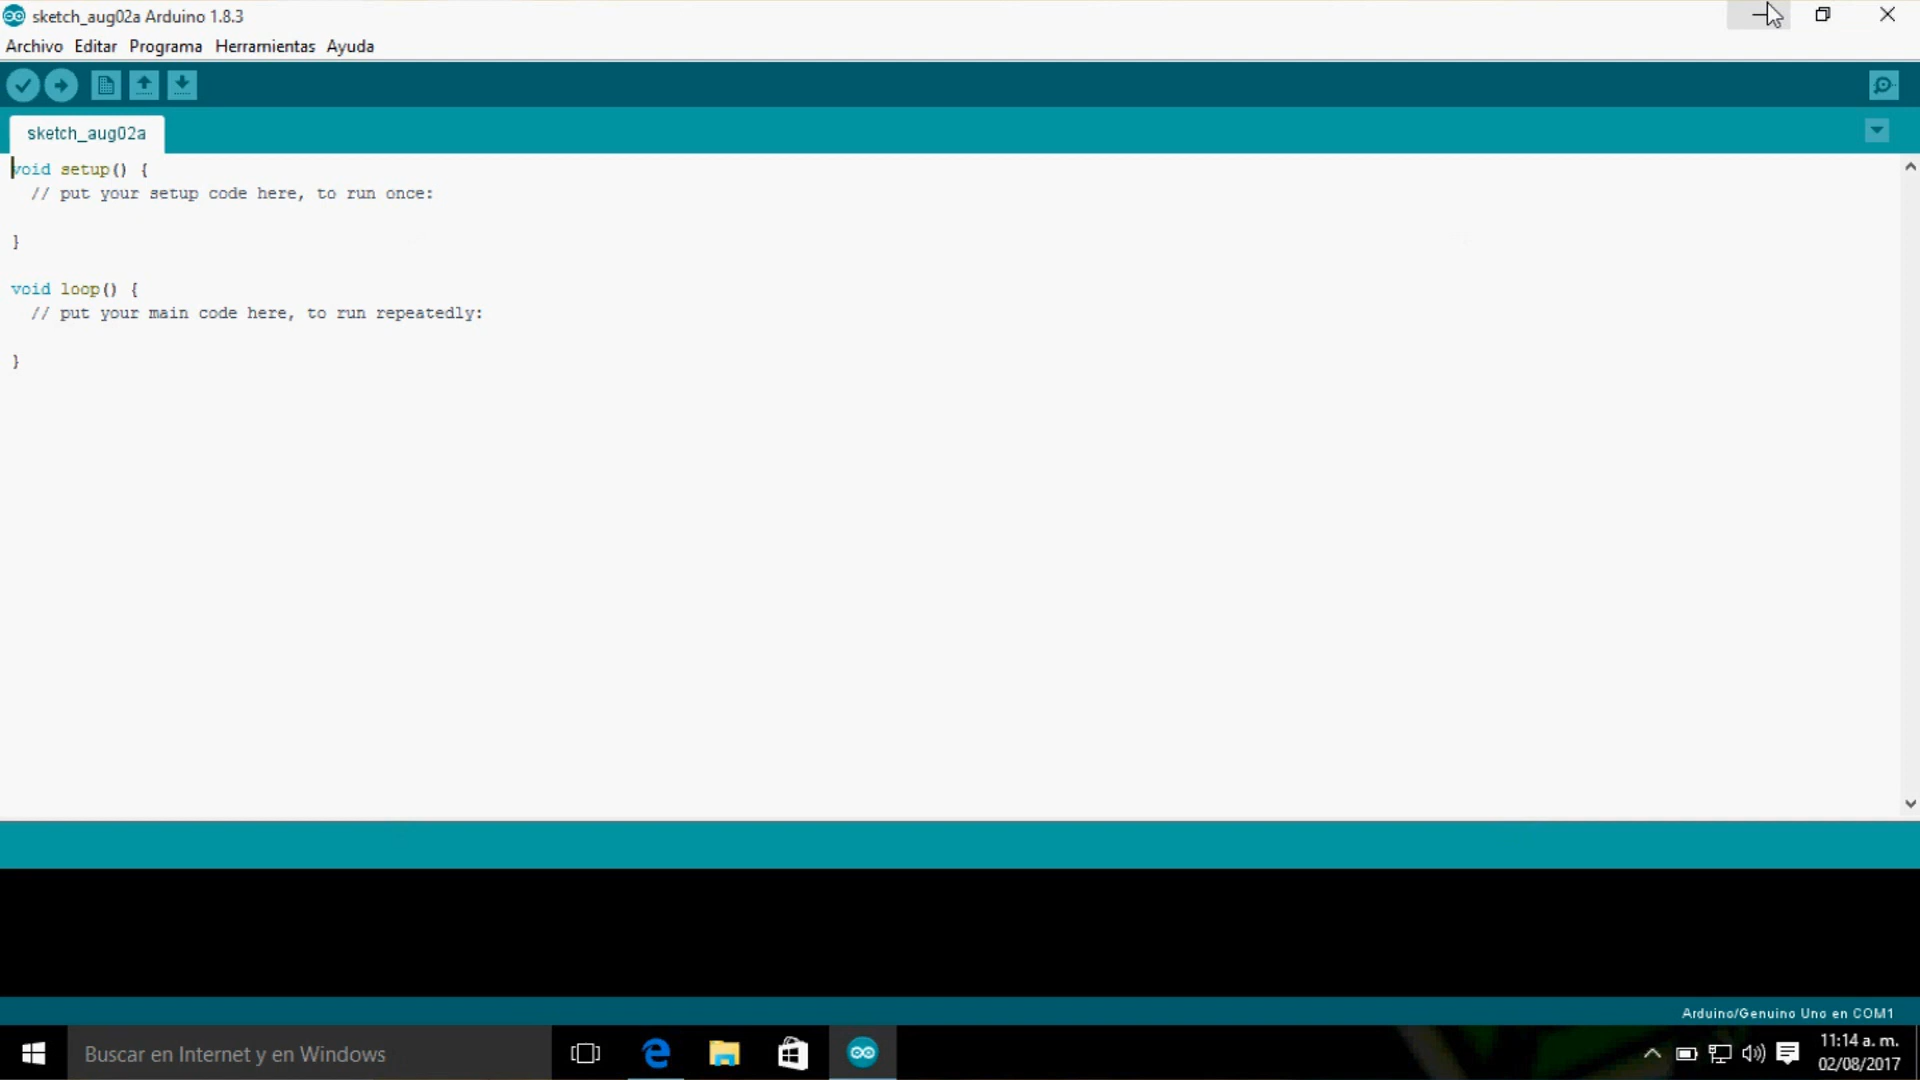 sketch_aug02a Arduino 1.8.3
Archivo Editar Programa Herramientas Ayuda
sketch_aug02a
void setup() {
  // put your setup code here, to run once:
}
void loop() {
  // put your main code here, to run repeatedly:
}
Arduino/Genuino Uno en COM1
Buscar en Internet y en Windows
11:14 a. m.
02/08/2017